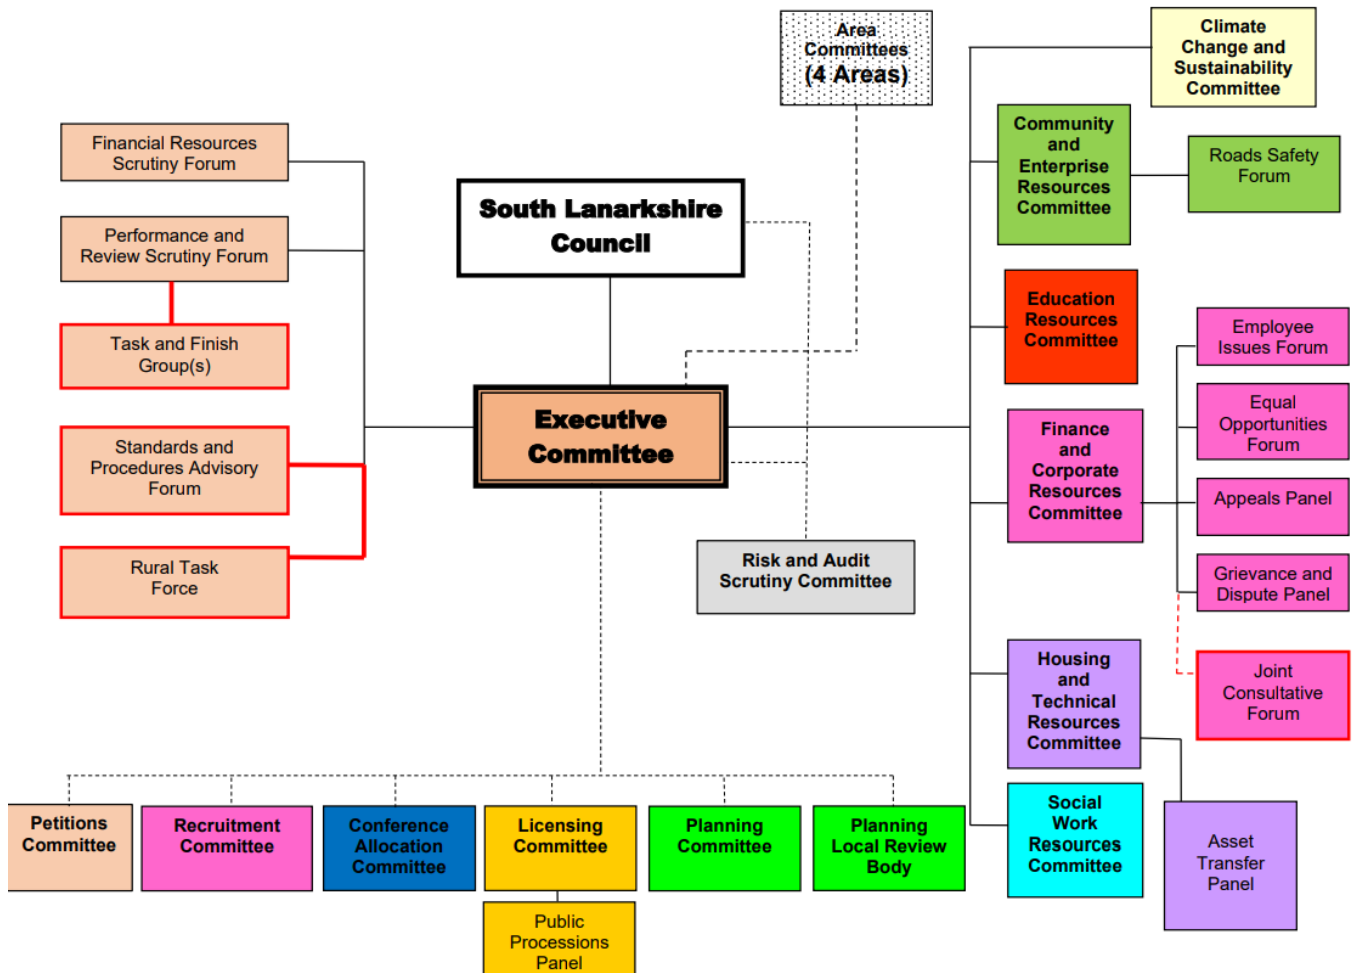 Area
Committees
(4 Areas)
Climate
Change and
Sustainability
Committee
Financial Resources
Scrutiny Forum
Community
and
Enterprise
Resources
Committee
Roads Safety
Forum
South Lanarkshire
Council
Performance and
Review Scrutiny Forum
Education
Resources
Committee
Task and Finish
Group(s)
Employee
Issues Forum
Equal
Opportunities
Forum
Executive
Committee
Finance
and
Corporate
Resources
Committee
Standards and
Procedures Advisory
Forum
Appeals Panel
Rural Task
Force
Risk and Audit
Scrutiny Committee
Grievance and
Dispute Panel
Housing
and
Technical
Resources
Committee
Joint
Consultative
Forum
Petitions
Committee
Recruitment
Committee
Conference
Allocation
Committee
Licensing
Committee
Planning
Committee
Planning
Local Review
Body
Social
Work
Resources
Committee
Asset
Transfer
Panel
Public
Processions
Panel